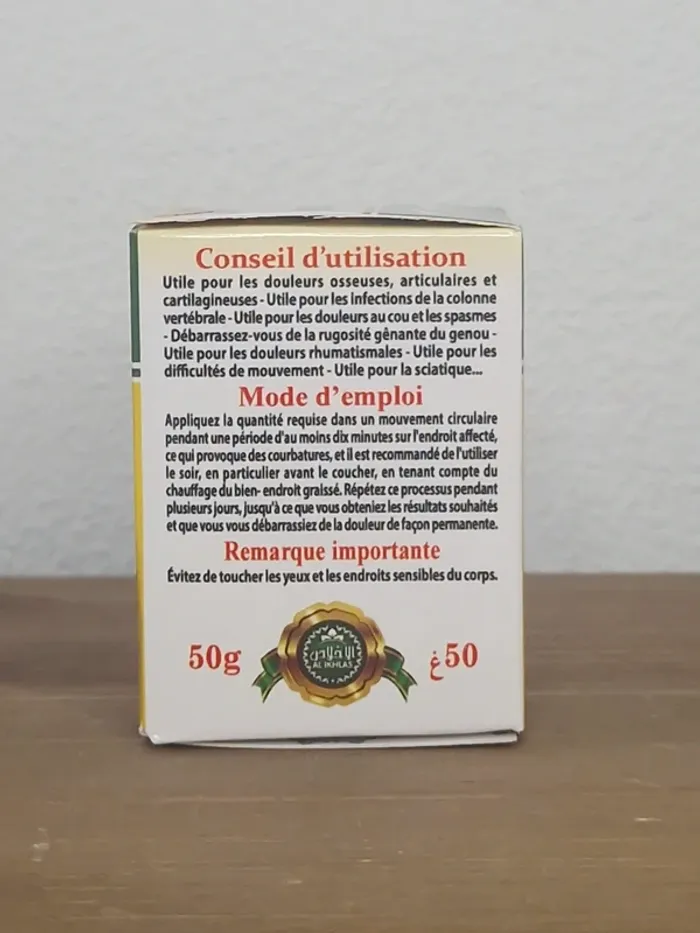 Conseil d'utilisation
Utile pour les douleurs osseuses, articulaires et
cartilagineuses - Utile pour les infections de la colonne
vertébrale - Utile pour les douleurs au cou et les spasmes
- Débarrassez-vous de la rugosité gênante du genou -
Utile pour les douleurs rhumatismales - Utile pour les
difficultés de mouvement - Utile pour la sciatique...
Mode d'emploi
Appliquez la quantité requise dans un mouvement circulaire
pendant une période d'au moins dix minutes sur l'endroit affecté,
ce qui provoque des courbatures, et il est recommandé de l'utiliser
le soir, en particulier avant le coucher, en tenant compte du
chauffage du bien- endroit graissé. Répétez ce processus pendant
plusieurs jours, jusqu'à ce que vous obteniez les résultats souhaités
et que vous vous débarrassiez de la douleur de façon permanente.
Remarque importante
Évitez de toucher les yeux et les endroits sensibles du corps.
50g
الإخلاص
AL IKHLAS
50غ